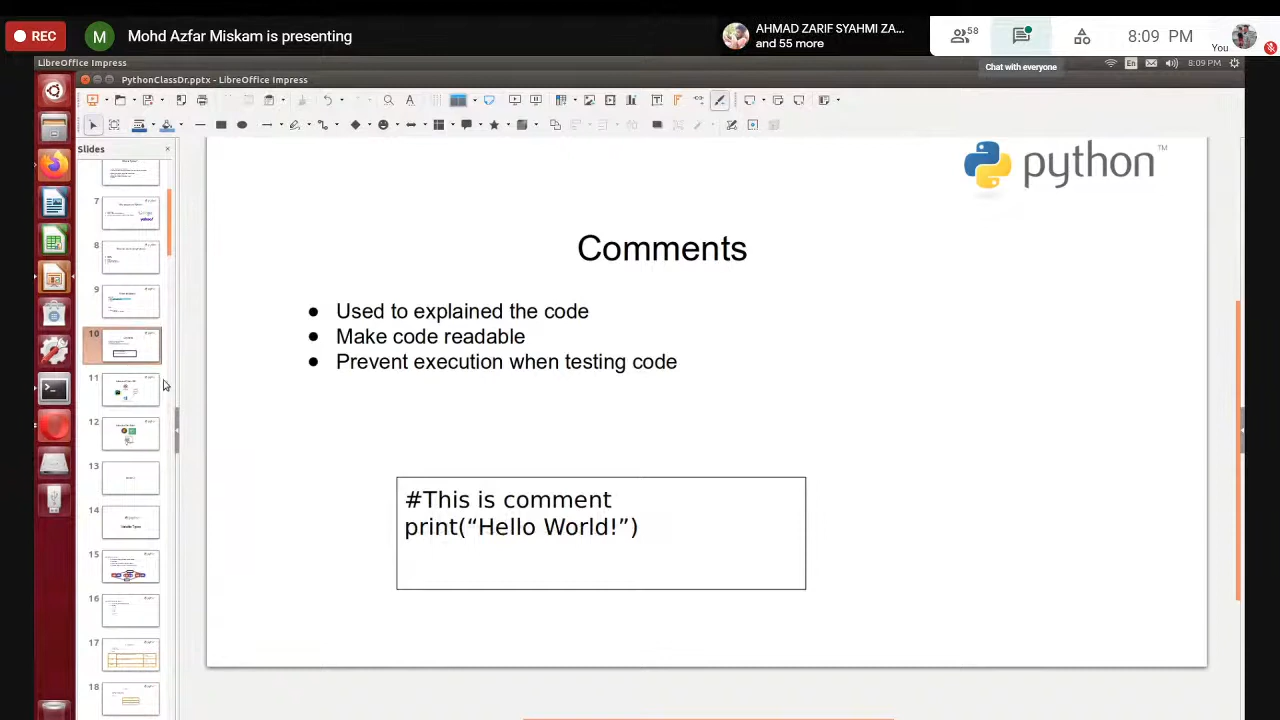 REC
M
Mohd Azfar Miskam is presenting
AHMAD ZARIF SYAHMI ZA...
and 55 more
58
8:09 PM
You
Chat with everyone
LibreOffice Impress
En
8:09 PM
PythonClassDr.pptx - LibreOffice Impress
Slides
7
8
9
10
11
12
13
14
15
16
17
18
python™
Comments
● Used to explained the code
● Make code readable
● Prevent execution when testing code
#This is comment
print(“Hello World!”)